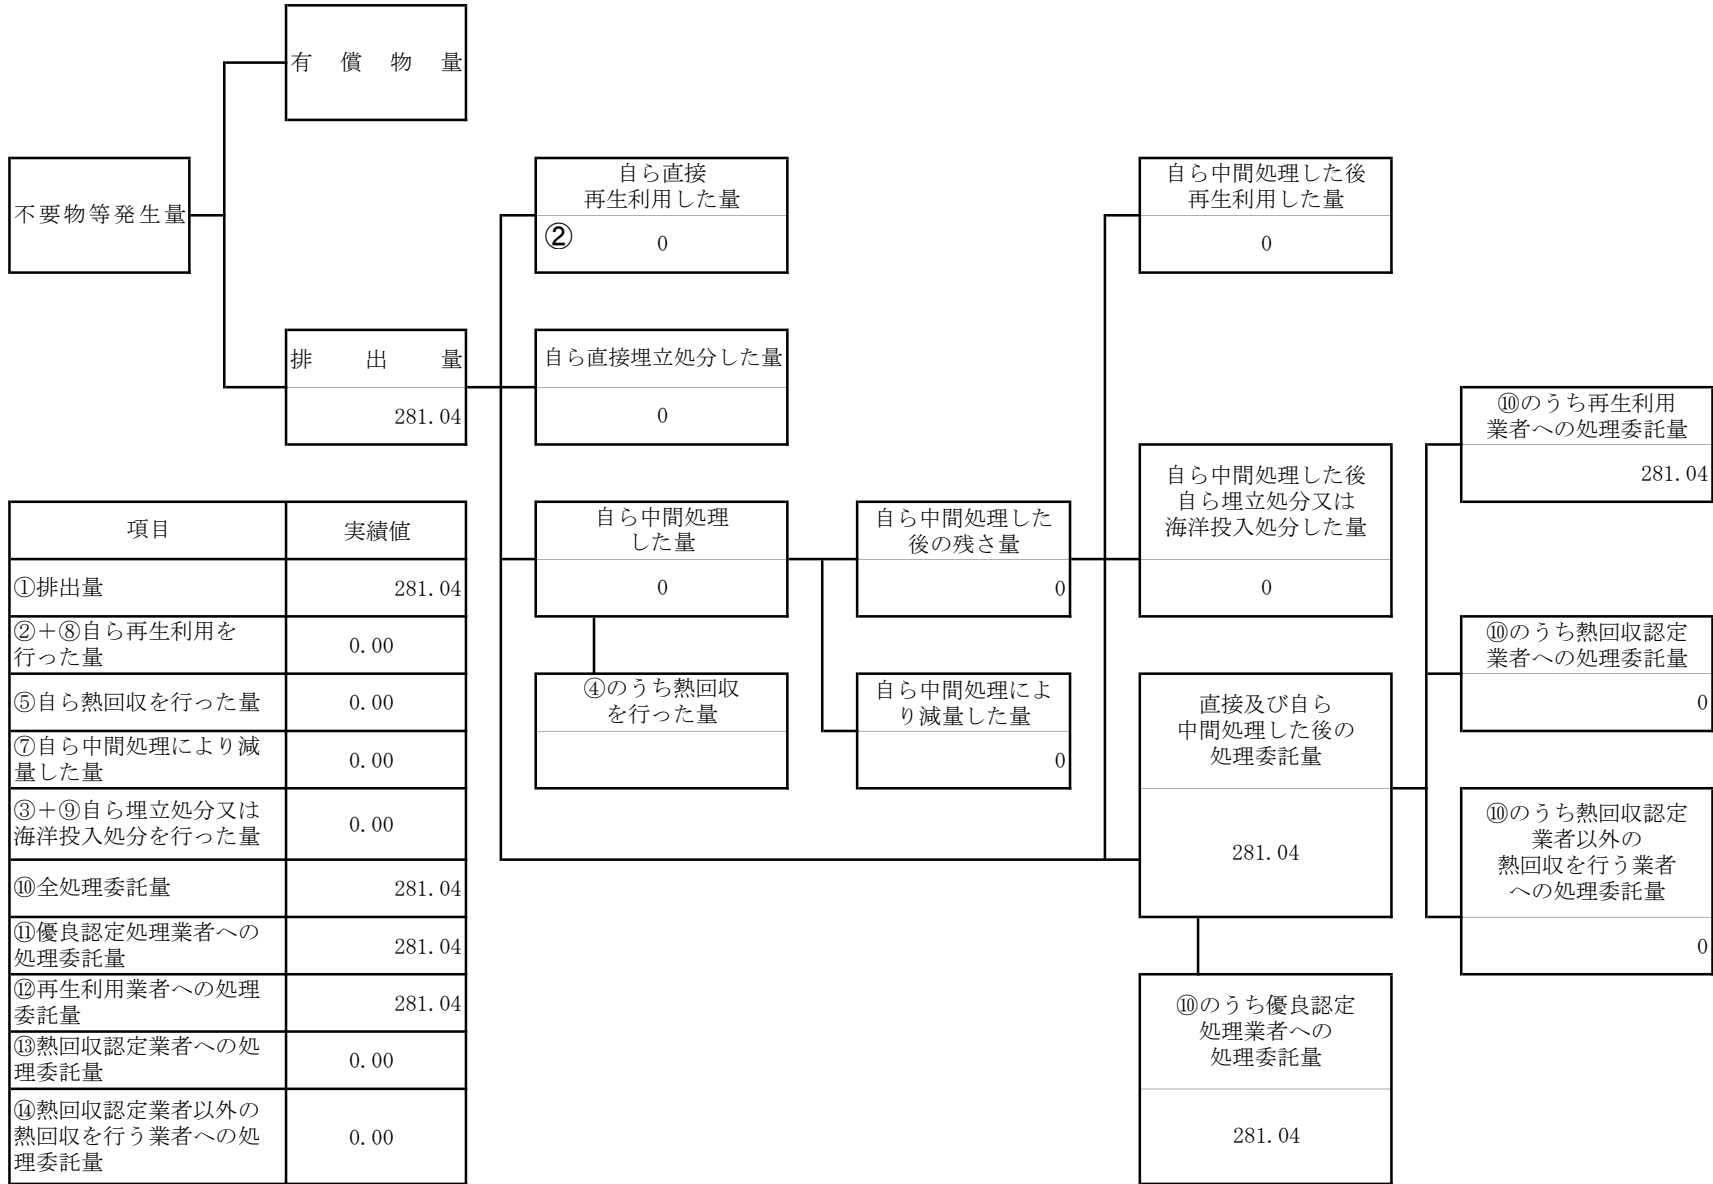 有償物量
不要物等発生量
自ら直接
再生利用した量
② 0
自ら中間処理した後
再生利用した量
0
排出量
281.04
自ら直接埋立処分した量
0
⑩のうち再生利用
業者への処理委託量
281.04
自ら中間処理した後
自ら埋立処分又は
海洋投入処分した量
0
自ら中間処理
した量
0
自ら中間処理した
後の残さ量
0
⑩のうち熱回収認定
業者への処理委託量
0
④のうち熱回収
を行った量
自ら中間処理によ
り減量した量
0
直接及び自ら
中間処理した後の
処理委託量
281.04
⑩のうち熱回収認定
業者以外の
熱回収を行う業者
への処理委託量
0
⑩のうち優良認定
処理業者への
処理委託量
281.04
項目 実績値
①排出量 281.04
②+⑧自ら再生利用を
行った量 0.00
⑤自ら熱回収を行った量 0.00
⑦自ら中間処理により減
量した量 0.00
③+⑨自ら埋立処分又は
海洋投入処分を行った量 0.00
⑩全処理委託量 281.04
⑪優良認定処理業者への
処理委託量 281.04
⑫再生利用業者への処理
委託量 281.04
⑬熱回収認定業者への処
理委託量 0.00
⑭熱回収認定業者以外の
熱回収を行う業者への処
理委託量 0.00